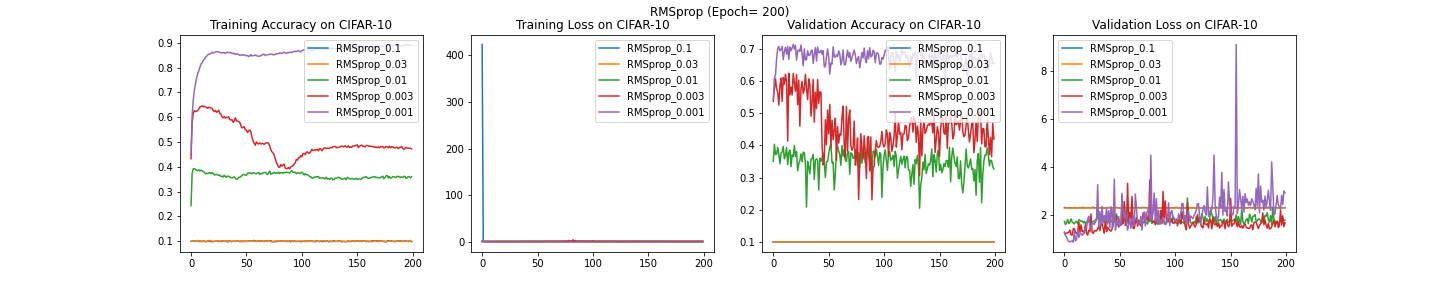 RMSprop (Epoch= 200)
Training Accuracy on CIFAR-10
0.9
0.8
0.7
0.6
0.5
0.4
0.3
0.2
0.1
0
50
100
150
200
RMSprop_0.1
RMSprop_0.03
RMSprop_0.01
RMSprop_0.003
RMSprop_0.001
Training Loss on CIFAR-10
400
300
200
100
0
0
50
100
150
200
RMSprop_0.1
RMSprop_0.03
RMSprop_0.01
RMSprop_0.003
RMSprop_0.001
Validation Accuracy on CIFAR-10
0.7
0.6
0.5
0.4
0.3
0.2
0.1
0
50
100
150
200
RMSprop_0.1
RMSprop_0.03
RMSprop_0.01
RMSprop_0.003
RMSprop_0.001
Validation Loss on CIFAR-10
8
6
4
2
0
50
100
150
200
RMSprop_0.1
RMSprop_0.03
RMSprop_0.01
RMSprop_0.003
RMSprop_0.001